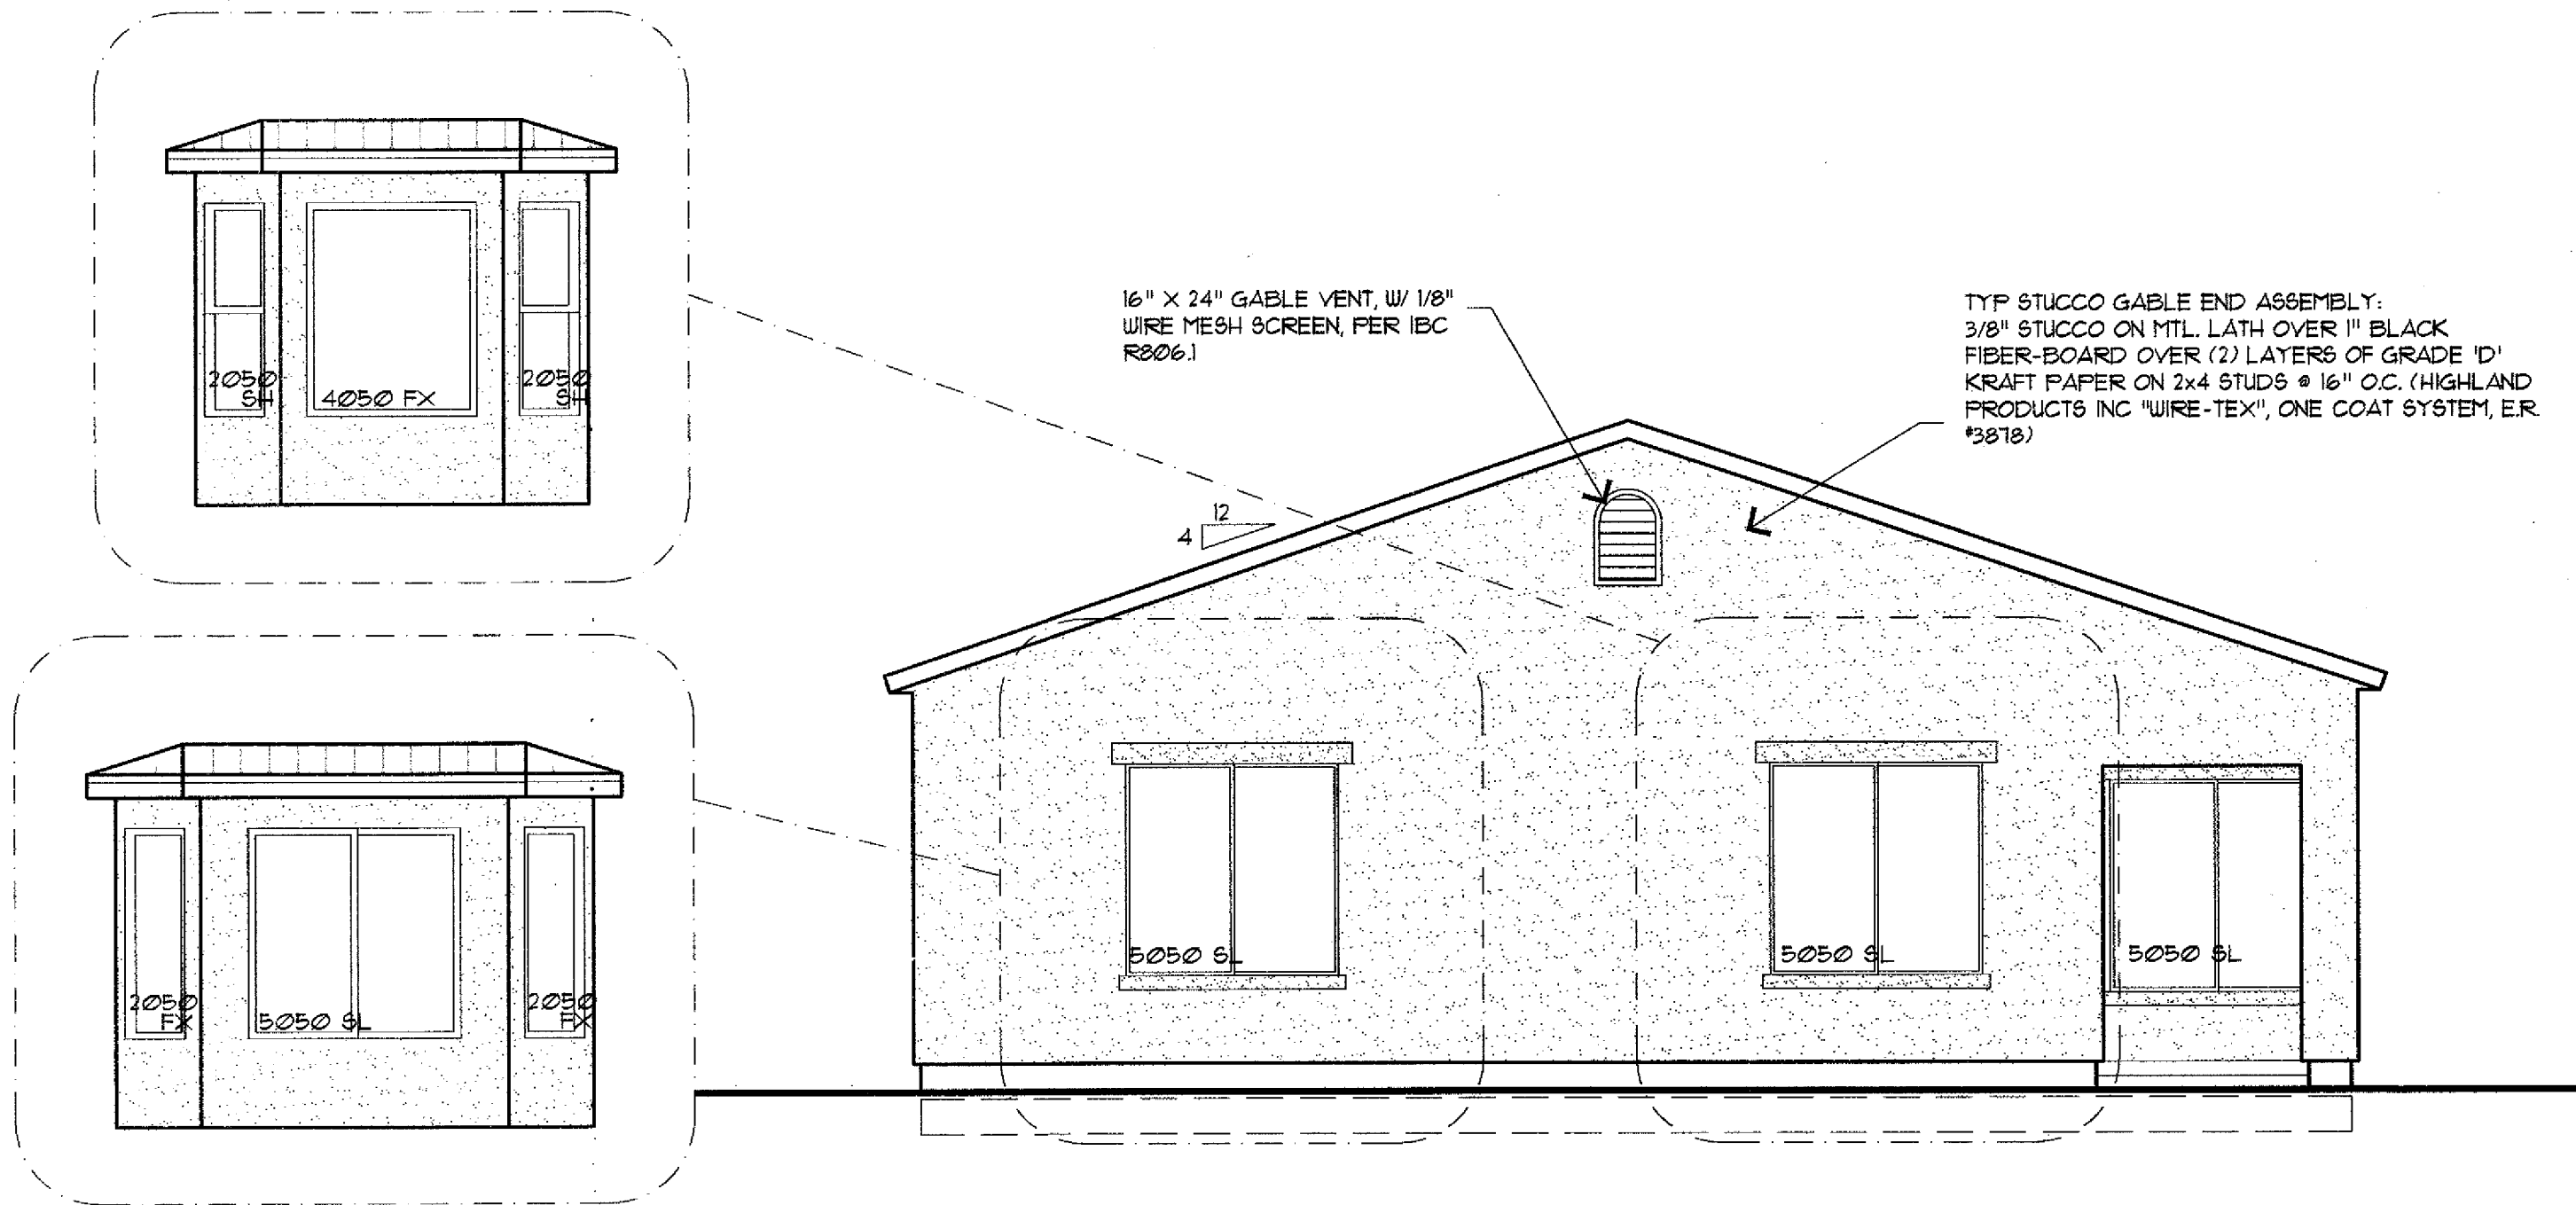 2050
SH
4050 FX
2050
SH
16" X 24" GABLE VENT, W/ 1/8"
WIRE MESH SCREEN, PER IBC
R806.1
TYP STUCCO GABLE END ASSEMBLY:
3/8" STUCCO ON MTL. LATH OVER 1" BLACK
FIBER-BOARD OVER (2) LAYERS OF GRADE 'D'
KRAFT PAPER ON 2x4 STUDS @ 16" O.C. (HIGHLAND
PRODUCTS INC "WIRE-TEX", ONE COAT SYSTEM, E.R.
#3878)
12
4
2050
FX
5050 SL
2050
FX
5050 SL
5050 SL
5050 SL